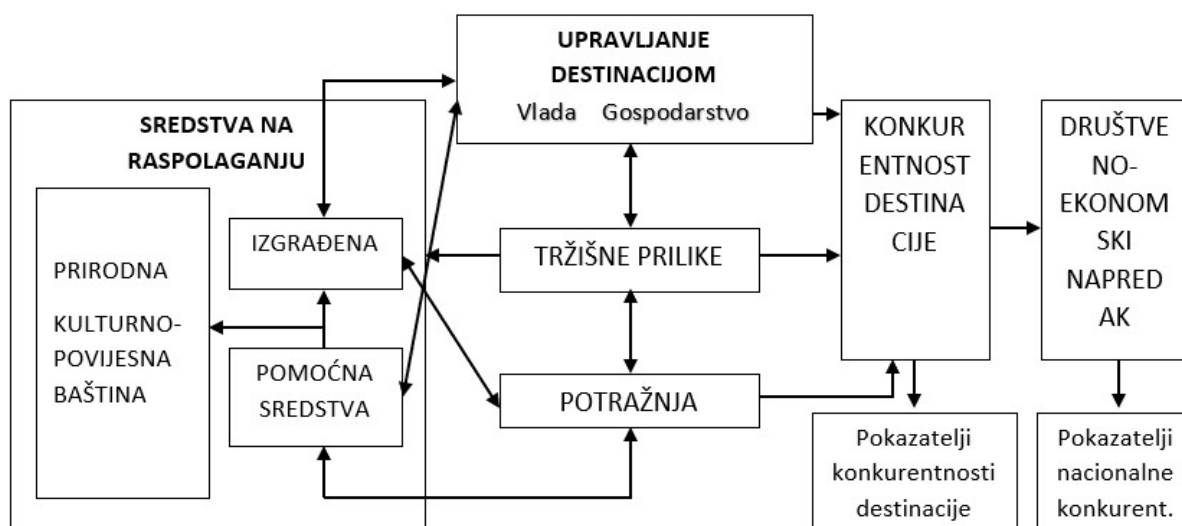 UPRAVLJANJE
DESTINACIJOM
Vlada Gospodarstvo
SREDSTVA NA
RASPOLAGANJU
PRIRODNA
KULTURNO-
POVIJESNA
BAŠTINA
IZGRAĐENA
POMOĆNA
SREDSTVA
TRŽIŠNE PRILIKE
POTRAŽNJA
KONKUR
ENTNOST
DESTINA
CIJE
DRUŠTVE
NO-
EKONOM
SKI
NAPRED
AK
Pokazatelji
konkurentnosti
destinacije
Pokazatelji
nacionalne
konkurent.